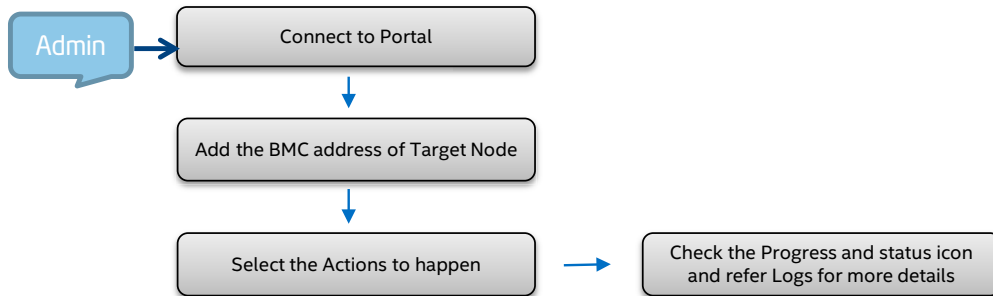 Admin
Connect to Portal
Add the BMC address of Target Node
Select the Actions to happen
Check the Progress and status icon
and refer Logs for more details